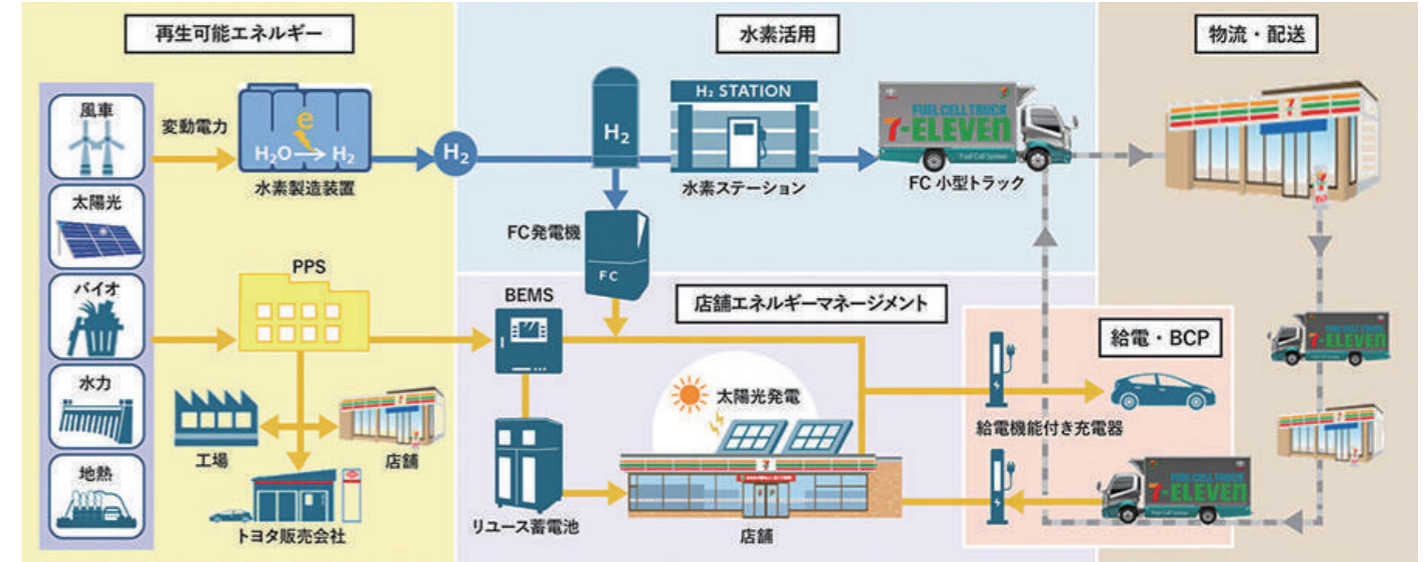 再生可能エネルギー
水素活用
物流・配送
風車
変動電力
e
H₂O→H₂
水素製造装置
H₂
H₂
H₂ STATION
水素ステーション
FUEL CELL TRUCK
7-ELEVEN
Fuel Cell System
FC 小型トラック
7
太陽光
バイオ
水力
地熱
PPS
工場
店舗
トヨタ販売会社
FC発電機
FC
BEMS
リユース蓄電池
店舗エネルギーマネージメント
太陽光発電
7
店舗
給電・BCP
給電機能付き充電器
FUEL CELL TRUCK
7-ELEVEN
FUEL CELL TRUCK
7-ELEVEN
Fuel Cell System